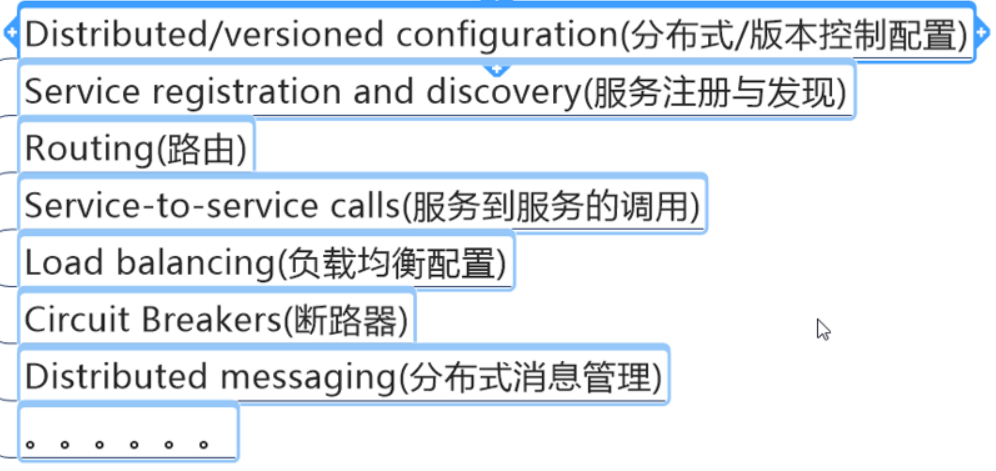 Distributed/versioned configuration(分布式/版本控制配置)
Service registration and discovery(服务注册与发现)
Routing(路由)
Service-to-service calls(服务到服务的调用)
Load balancing(负载均衡配置)
Circuit Breakers(断路器)
Distributed messaging(分布式消息管理)
。。。。。。